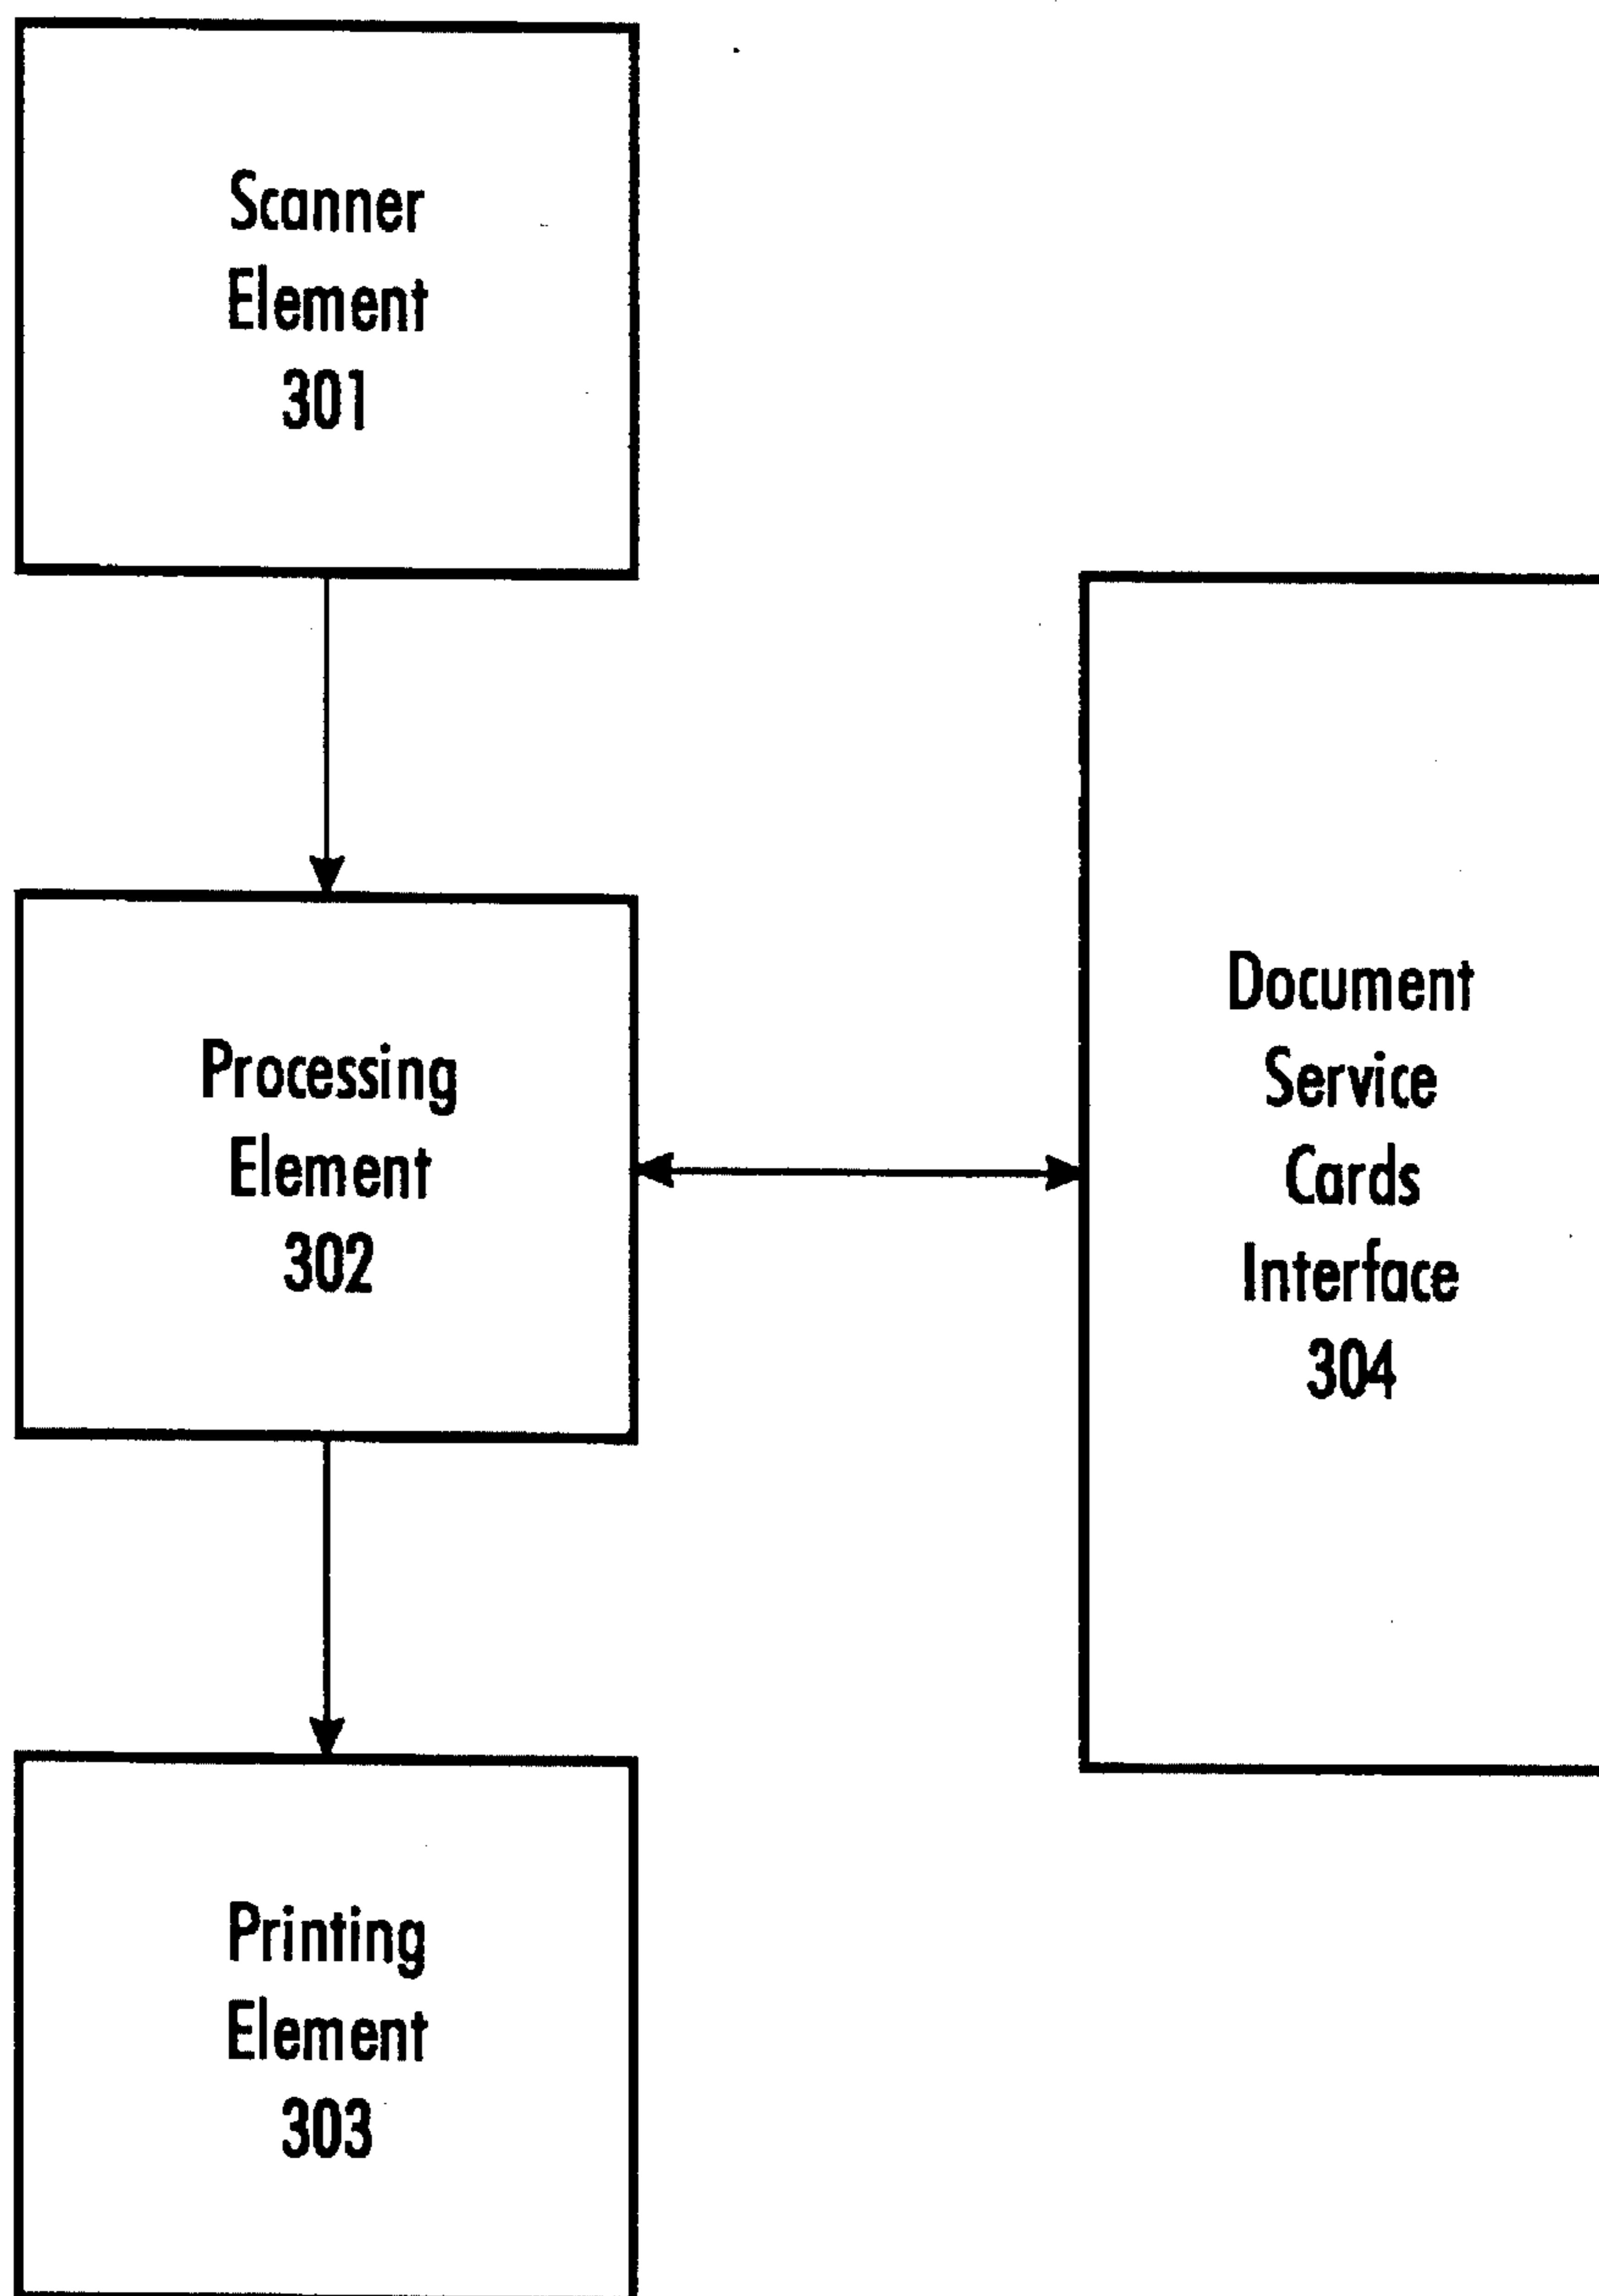 Scanner
Element
301
Processing
Element
302
Document
Service
Cards
Interface
304
Printing
Element
303